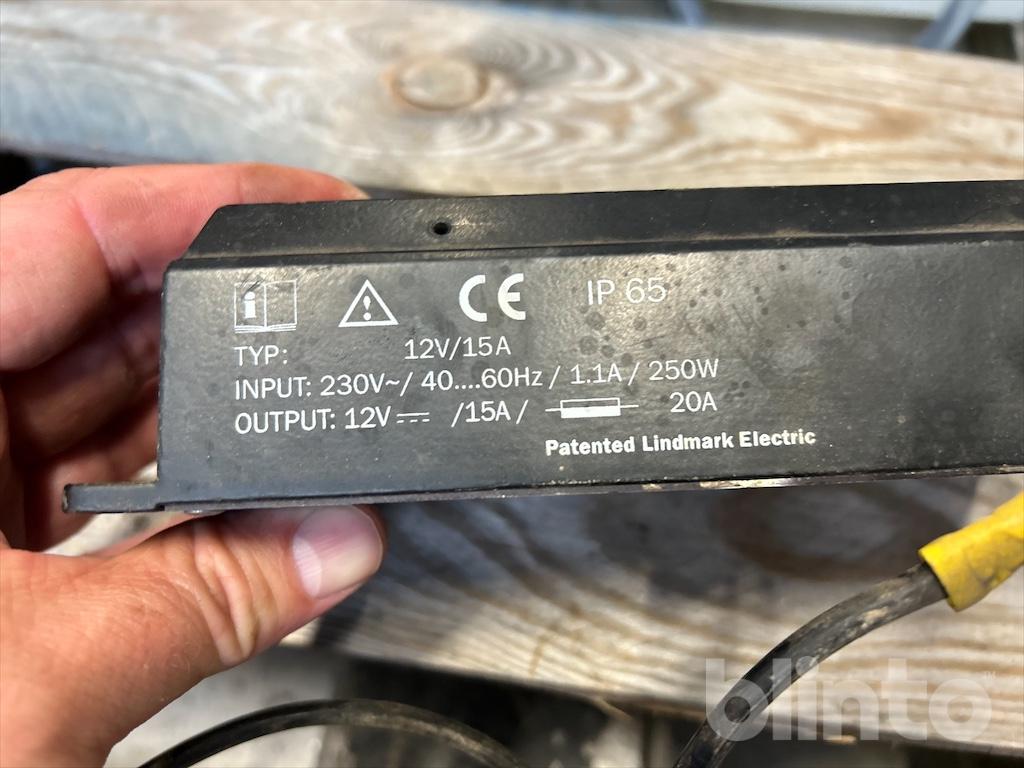 i CE IP 65
TYP: 12V/15A
INPUT: 230V~/ 40....60Hz / 1.1A / 250W
OUTPUT: 12V⎓ /15A / 20A
Patented Lindmark Electric
blinto™